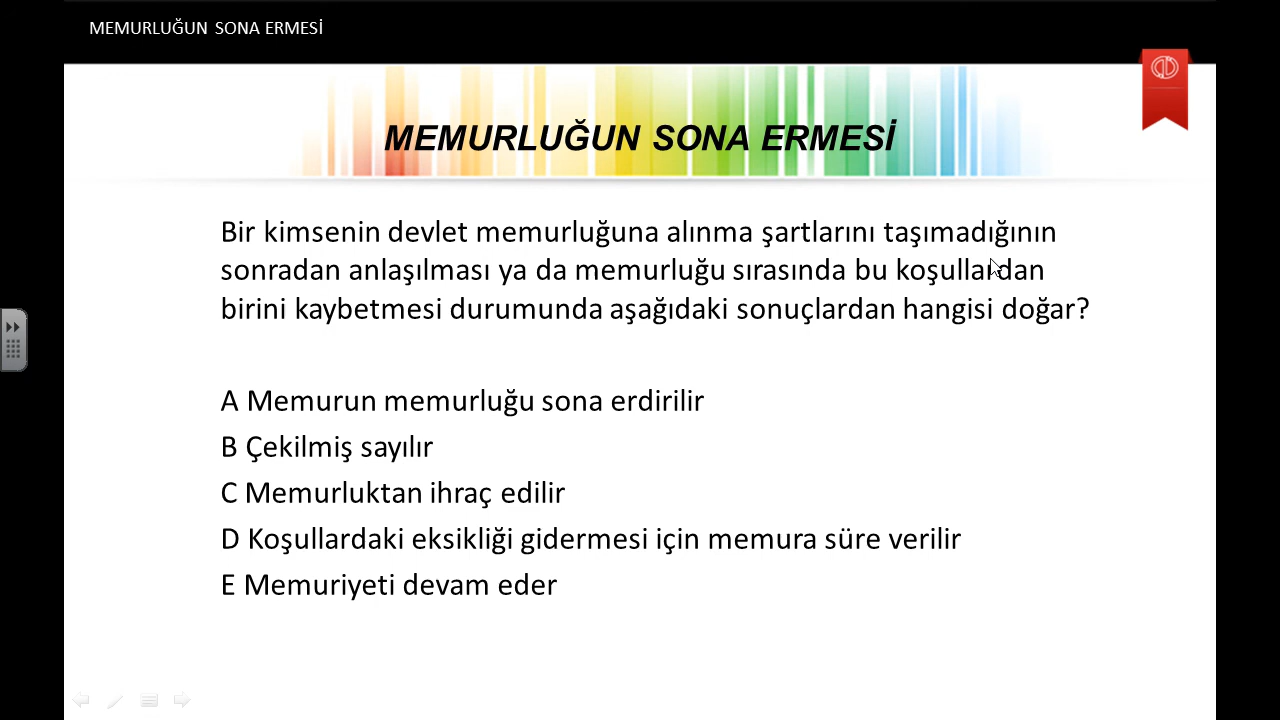 MEMURLUĞUN SONA ERMESİ
MEMURLUĞUN SONA ERMESİ
Bir kimsenin devlet memurluğuna alınma şartlarını taşımadığının
sonradan anlaşılması ya da memurluğu sırasında bu koşullardan
birini kaybetmesi durumunda aşağıdaki sonuçlardan hangisi doğar?
A Memurun memurluğu sona erdirilir
B Çekilmiş sayılır
C Memurluktan ihraç edilir
D Koşullardaki eksikliği gidermesi için memura süre verilir
E Memuriyeti devam eder